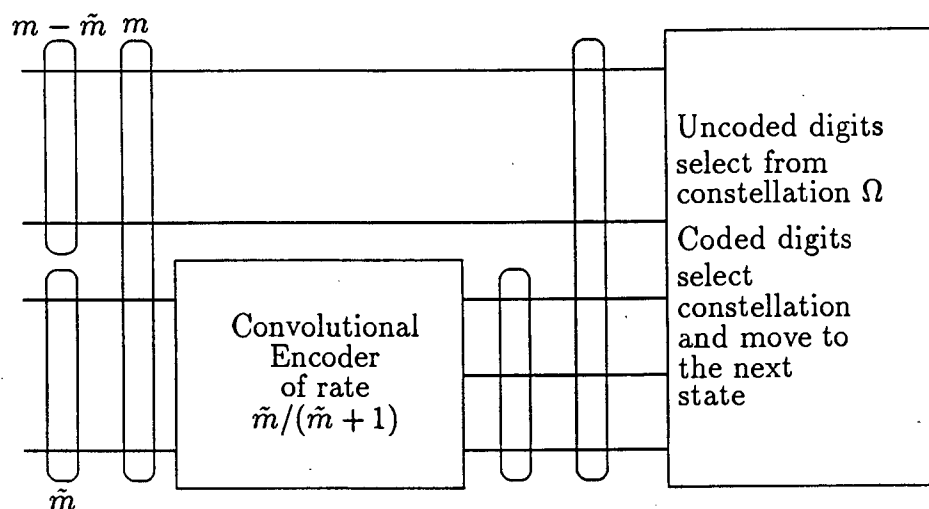 m − m̃
m
Uncoded digits
select from
constellation Ω
Coded digits
select
constellation
and move to
the next
state
Convolutional
Encoder
of rate
m̃/(m̃ + 1)
m̃